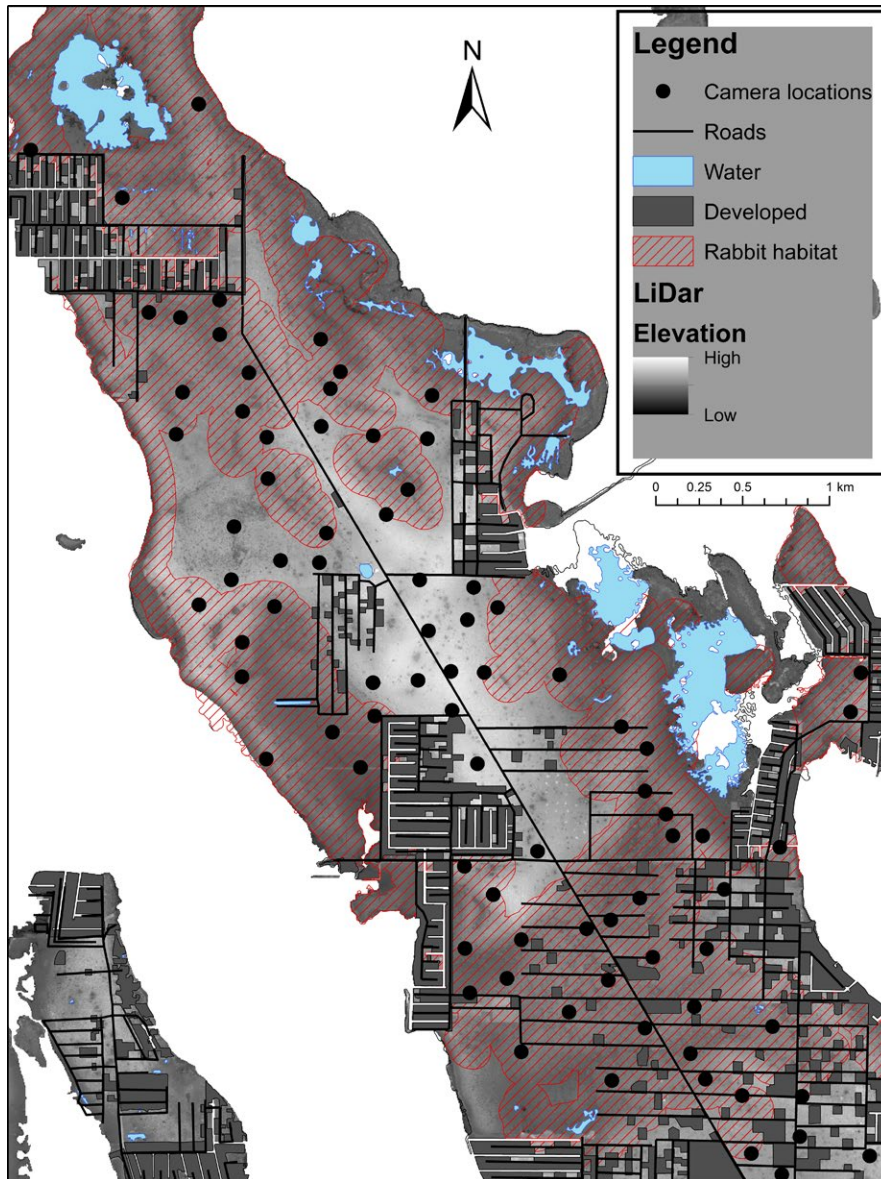 N
Legend
Camera locations
Roads
Water
Developed
Rabbit habitat
LiDar
Elevation
High
Low
0 0.25 0.5 1 km